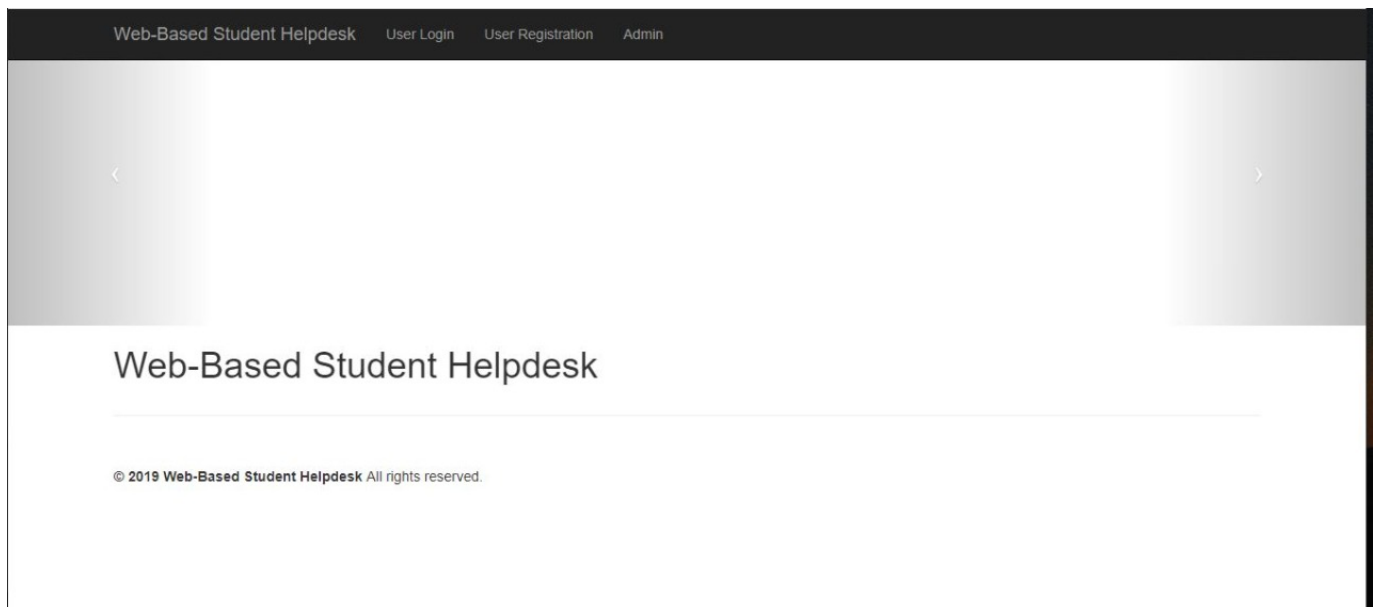 Web-Based Student Helpdesk User Login User Registration Admin
Web-Based Student Helpdesk
© 2019 Web-Based Student Helpdesk All rights reserved.